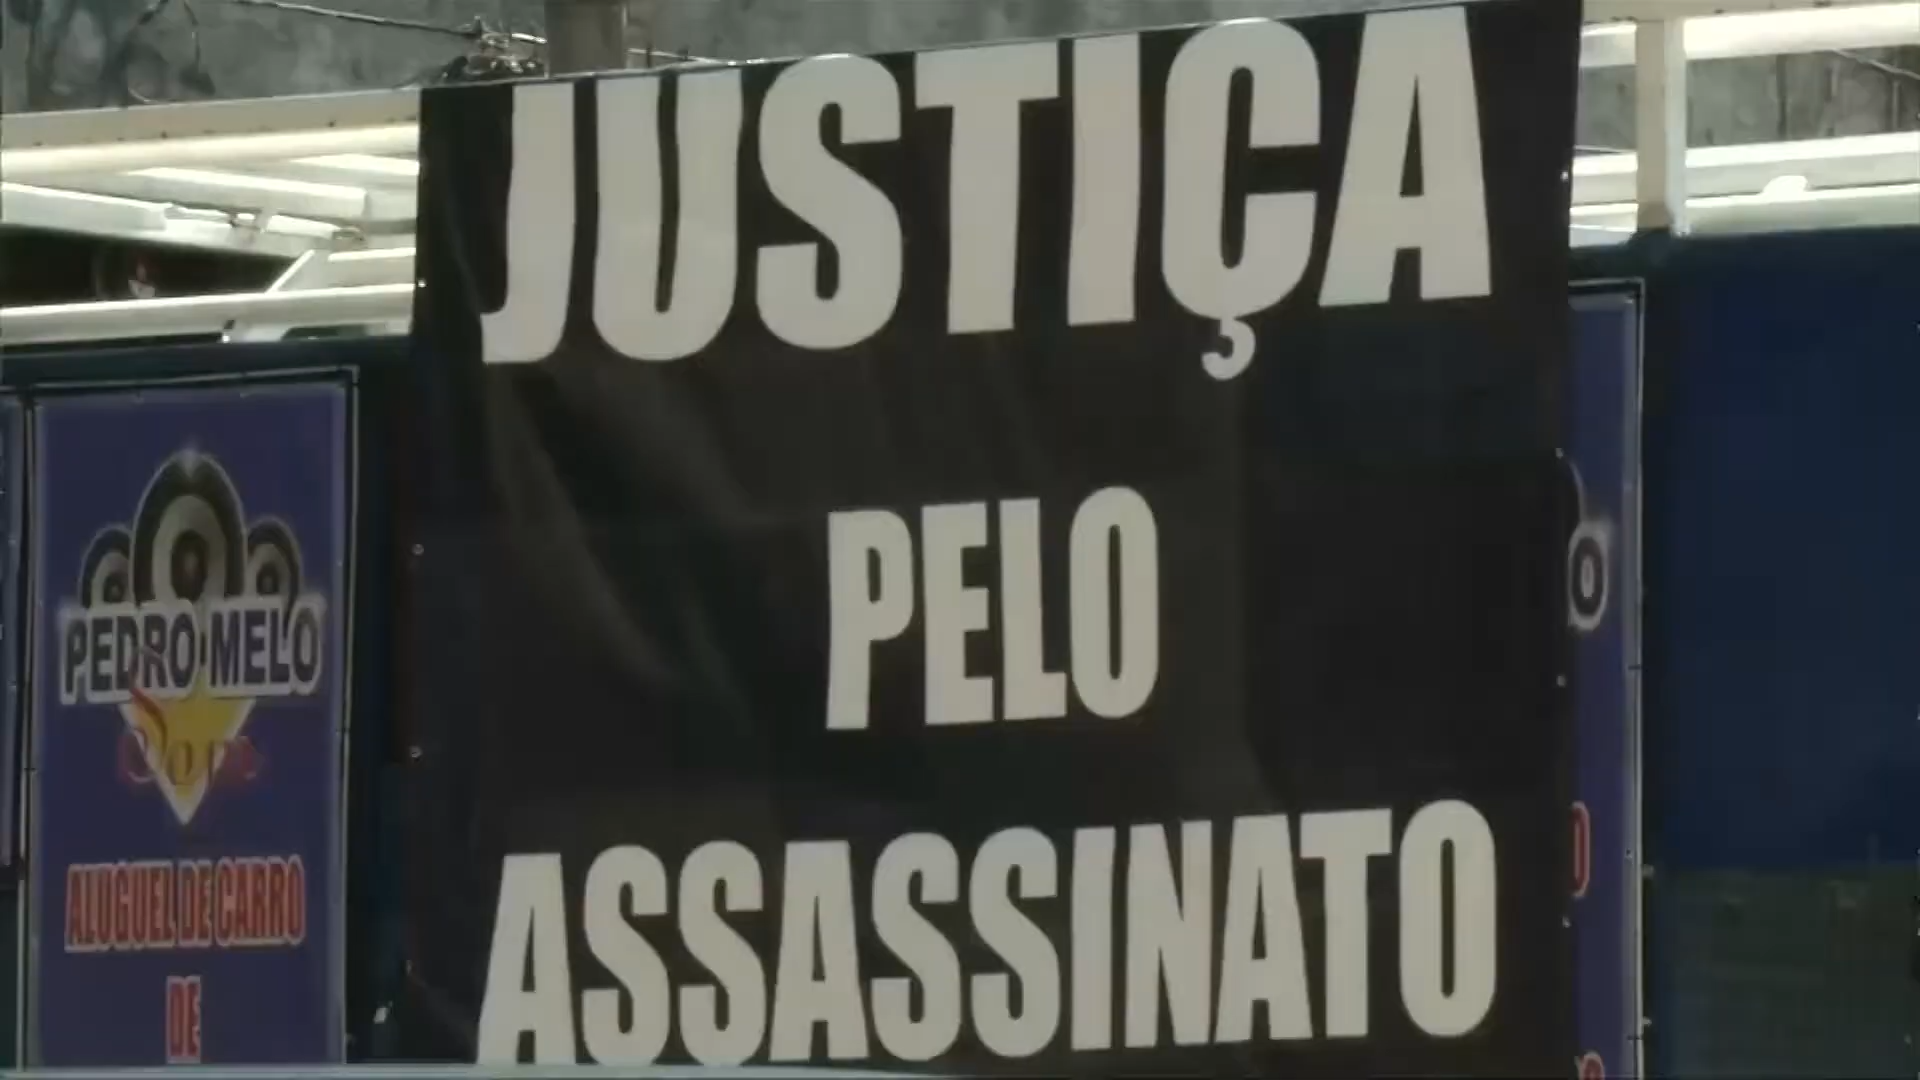 JUSTIÇA
PELO
ASSASSINATO
PEDRO MELO
ALUGUEL DE CARRO
DE